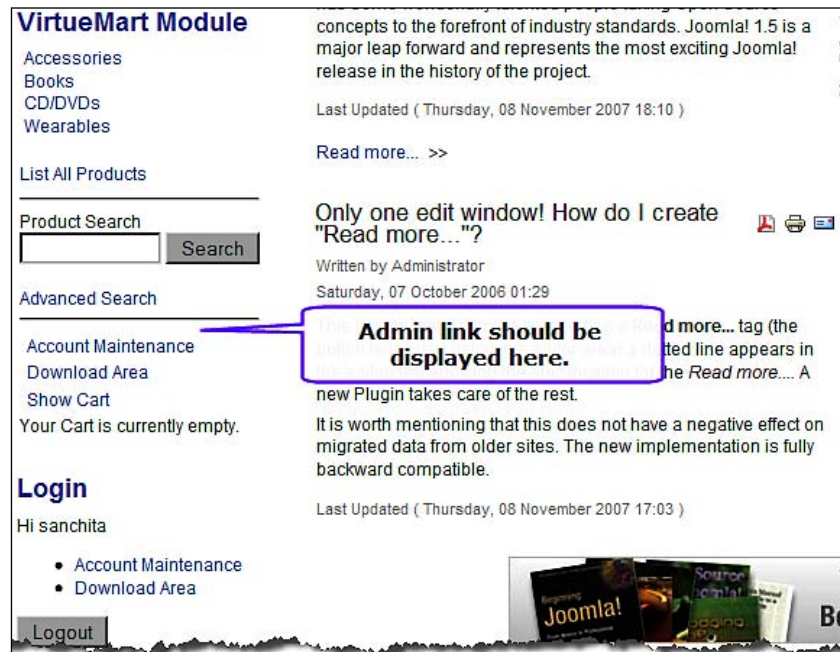 VirtueMart Module
Accessories
Books
CD/DVDs
Wearables
List All Products
Product Search
Search
Advanced Search
Account Maintenance
Download Area
Show Cart
Your Cart is currently empty.
Login
Hi sanchita
Account Maintenance
Download Area
Logout
concepts to the forefront of industry standards. Joomla! 1.5 is a
major leap forward and represents the most exciting Joomla!
release in the history of the project.
Last Updated ( Thursday, 08 November 2007 18:10 )
Read more... >>
Only one edit window! How do I create
"Read more..."?
Written by Administrator
Saturday, 07 October 2006 01:29
more... tag (the
line appears in
the Read more.... A
new Plugin takes care of the rest.
It is worth mentioning that this does not have a negative effect on
migrated data from older sites. The new implementation is fully
backward compatible.
Last Updated ( Thursday, 08 November 2007 17:03 )
Admin link should be
displayed here.
Beginning
Joomla!
Source